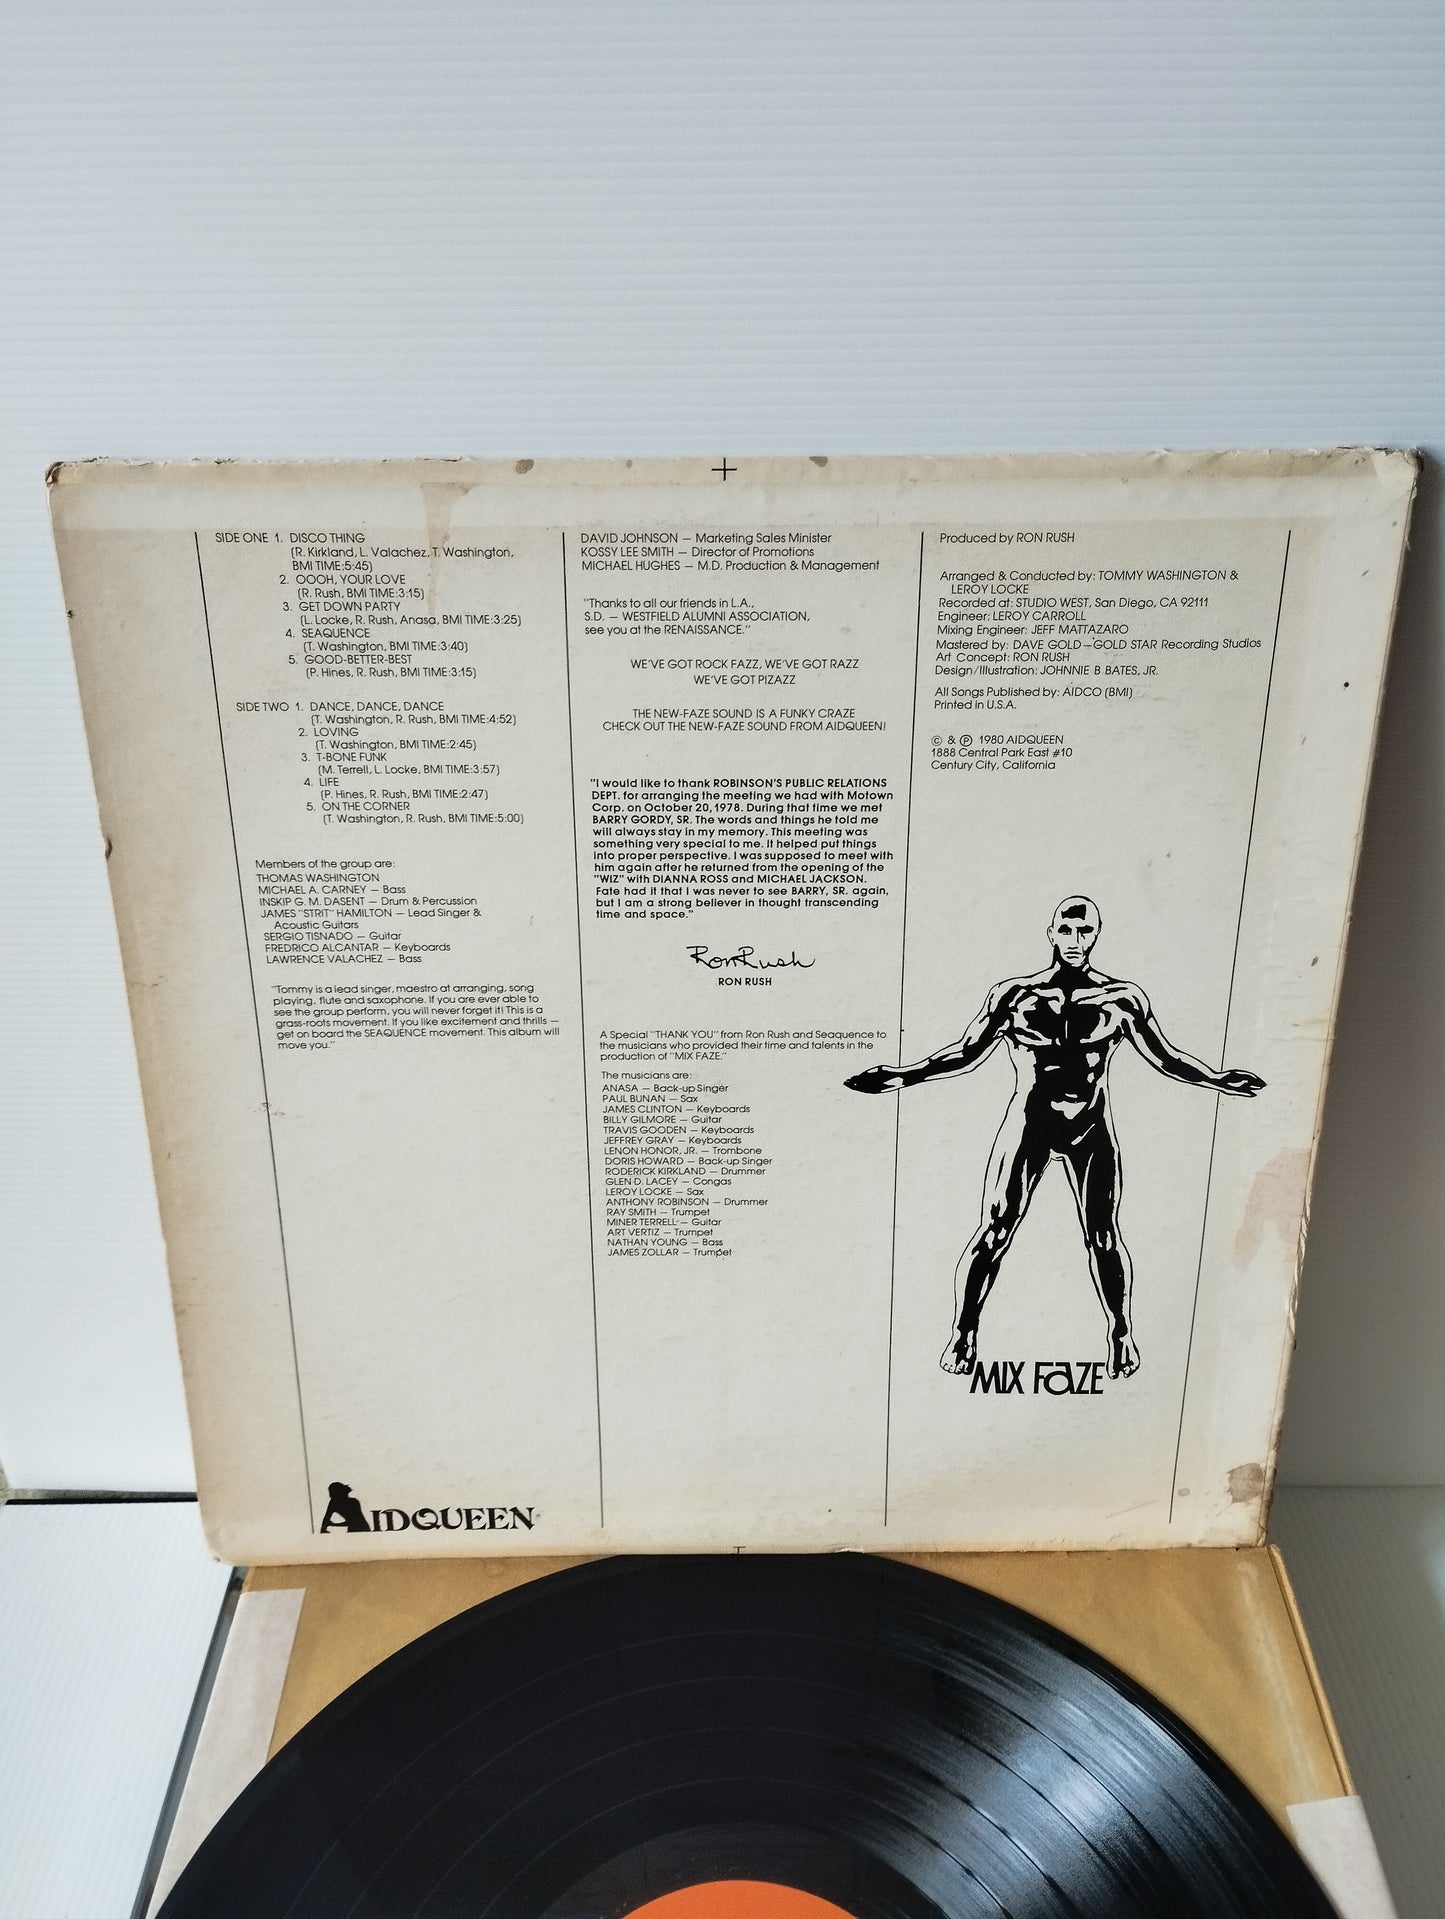 SIDE ONE 1. DISCO THING
(R. Kirkland, L. Valachez, T. Washington,
BMI TIME:5:45)
2. OOOH, YOUR LOVE
(R. Rush, BMI TIME:3:15)
3. GET DOWN PARTY
(L. Locke, R. Rush, Anasa, BMI TIME:3:25)
4. SEAQUENCE
(T. Washington, BMI TIME:3:40)
5. GOOD-BETTER-BEST
(P. Hines, R. Rush, BMI TIME:3:15)
SIDE TWO 1. DANCE, DANCE, DANCE
(T. Washington, R. Rush, BMI TIME:4:52)
2. LOVING
(T. Washington, BMI TIME:2:45)
3. T-BONE FUNK
(M. Terrell, L. Locke, BMI TIME:3:57)
4. LIFE
(P. Hines, R. Rush, BMI TIME:2:47)
5. ON THE CORNER
(T. Washington, R. Rush, BMI TIME:5:00)
Members of the group are:
THOMAS WASHINGTON
MICHAEL A. CARNEY — Bass
INSKIP G. M. DASENT — Drum & Percussion
JAMES "STRIT" HAMILTON — Lead Singer &
Acoustic Guitars
SERGIO TISNADO — Guitar
FREDRICO ALCANTAR — Keyboards
LAWRENCE VALACHEZ — Bass
"Tommy is a lead singer, maestro at arranging, song
playing, flute and saxophone. If you are ever able to
see the group perform, you will never forget it! This is a
grass-roots movement. If you like excitement and thrills —
get on board the SEAQUENCE movement. This album will
move you."
AIDQUEEN
DAVID JOHNSON — Marketing Sales Minister
KOSSY LEE SMITH — Director of Promotions
MICHAEL HUGHES — M.D. Production & Management
"Thanks to all our friends in L.A.,
S.D. — WESTFIELD ALUMNI ASSOCIATION,
see you at the RENAISSANCE."
WE'VE GOT ROCK FAZZ, WE'VE GOT RAZZ
WE'VE GOT PIZAZZ
THE NEW-FAZE SOUND IS A FUNKY CRAZE
CHECK OUT THE NEW-FAZE SOUND FROM AIDQUEEN!
"I would like to thank ROBINSON'S PUBLIC RELATIONS
DEPT. for arranging the meeting we had with Motown
Corp. on October 20, 1978. During that time we met
BARRY GORDY, SR. The words and things he told me
will always stay in my memory. This meeting was
something very special to me. It helped put things
into proper perspective. I was supposed to meet with
him again after he returned from the opening of the
"WIZ" with DIANNA ROSS and MICHAEL JACKSON.
Fate had it that I was never to see BARRY, SR. again,
but I am a strong believer in thought transcending
time and space."
Ron Rush
RON RUSH
A Special "THANK YOU" from Ron Rush and Seaquence to
the musicians who provided their time and talents in the
production of "MIX FAZE."
The musicians are:
ANASA — Back-up Singer
PAUL BUNAN — Sax
JAMES CLINTON — Keyboards
BILLY GILMORE — Guitar
TRAVIS GOODEN — Keyboards
JEFFREY GRAY — Keyboards
LENON HONOR, JR. — Trombone
DORIS HOWARD — Back-up Singer
RODERICK KIRKLAND — Drummer
GLEN D. LACEY — Congas
LEROY LOCKE — Sax
ANTHONY ROBINSON — Drummer
RAY SMITH — Trumpet
MINER TERRELL — Guitar
ART VERTIZ — Trumpet
NATHAN YOUNG — Bass
JAMES ZOLLAR — Trumpet
Produced by RON RUSH
Arranged & Conducted by: TOMMY WASHINGTON &
LEROY LOCKE
Recorded at: STUDIO WEST, San Diego, CA 92111
Engineer: LEROY CARROLL
Mixing Engineer: JEFF MATTAZARO
Mastered by: DAVE GOLD — GOLD STAR Recording Studios
Art Concept: RON RUSH
Design/Illustration: JOHNNIE B BATES, JR.
All Songs Published by: AIDCO (BMI)
Printed in U.S.A.
© & ℗ 1980 AIDQUEEN
1888 Central Park East #10
Century City, California
MIX FAZE